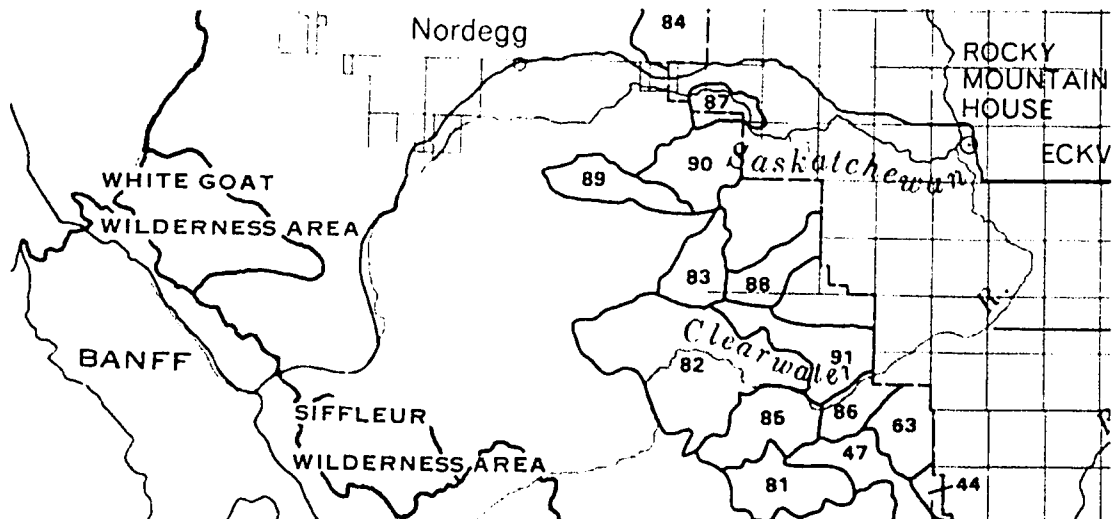 84
Nordegg
ROCKY
MOUNTAIN
HOUSE
87
ECKV
90
Saskatchewan
WHITE GOAT
89
WILDERNESS AREA
83
88
R.
Clearwater
BANFF
91
82
SIFFLEUR
85
86
63
WILDERNESS AREA
47
81
44